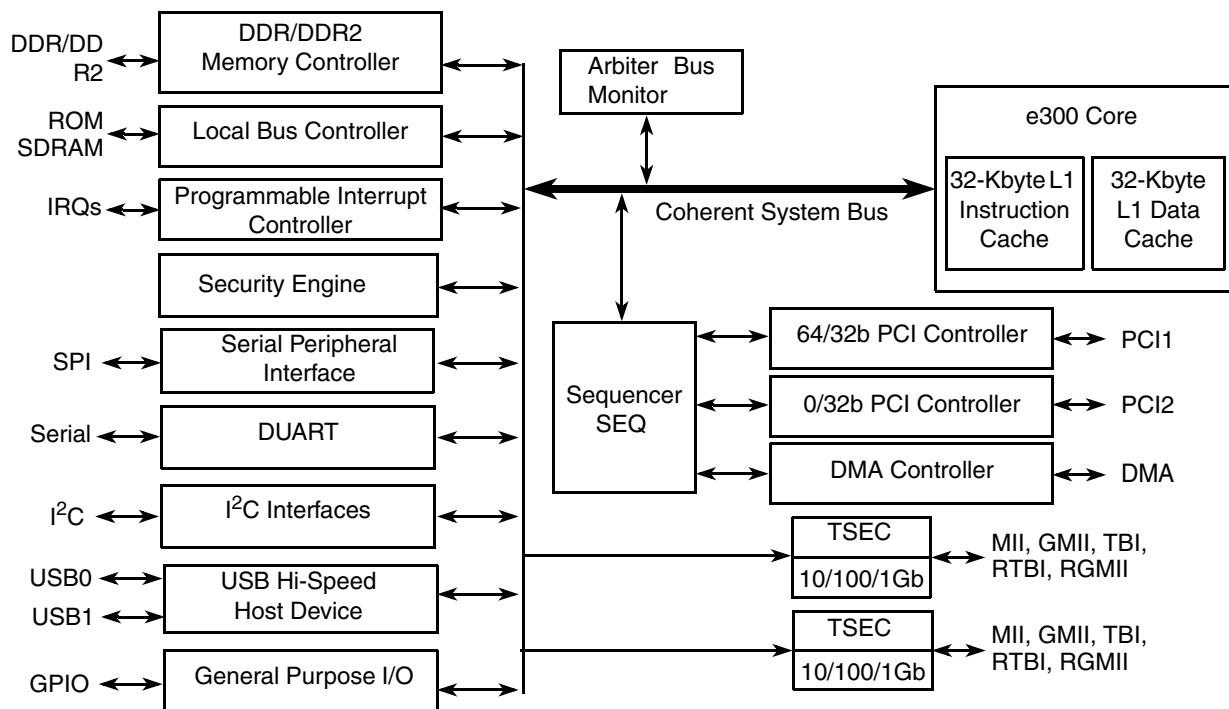 DDR/DD
R2
DDR/DDR2
Memory Controller
ROM
SDRAM
Local Bus Controller
IRQs
Programmable Interrupt
Controller
Security Engine
SPI
Serial Peripheral
Interface
Serial
DUART
I²C
I²C Interfaces
USB0
USB1
USB Hi-Speed
Host Device
GPIO
General Purpose I/O
Arbiter Bus
Monitor
Coherent System Bus
e300 Core
32-Kbyte L1
Instruction
Cache
32-Kbyte
L1 Data
Cache
Sequencer
SEQ
64/32b PCI Controller
PCI1
0/32b PCI Controller
PCI2
DMA Controller
DMA
TSEC
10/100/1Gb
MII, GMII, TBI,
RTBI, RGMII
TSEC
10/100/1Gb
MII, GMII, TBI,
RTBI, RGMII